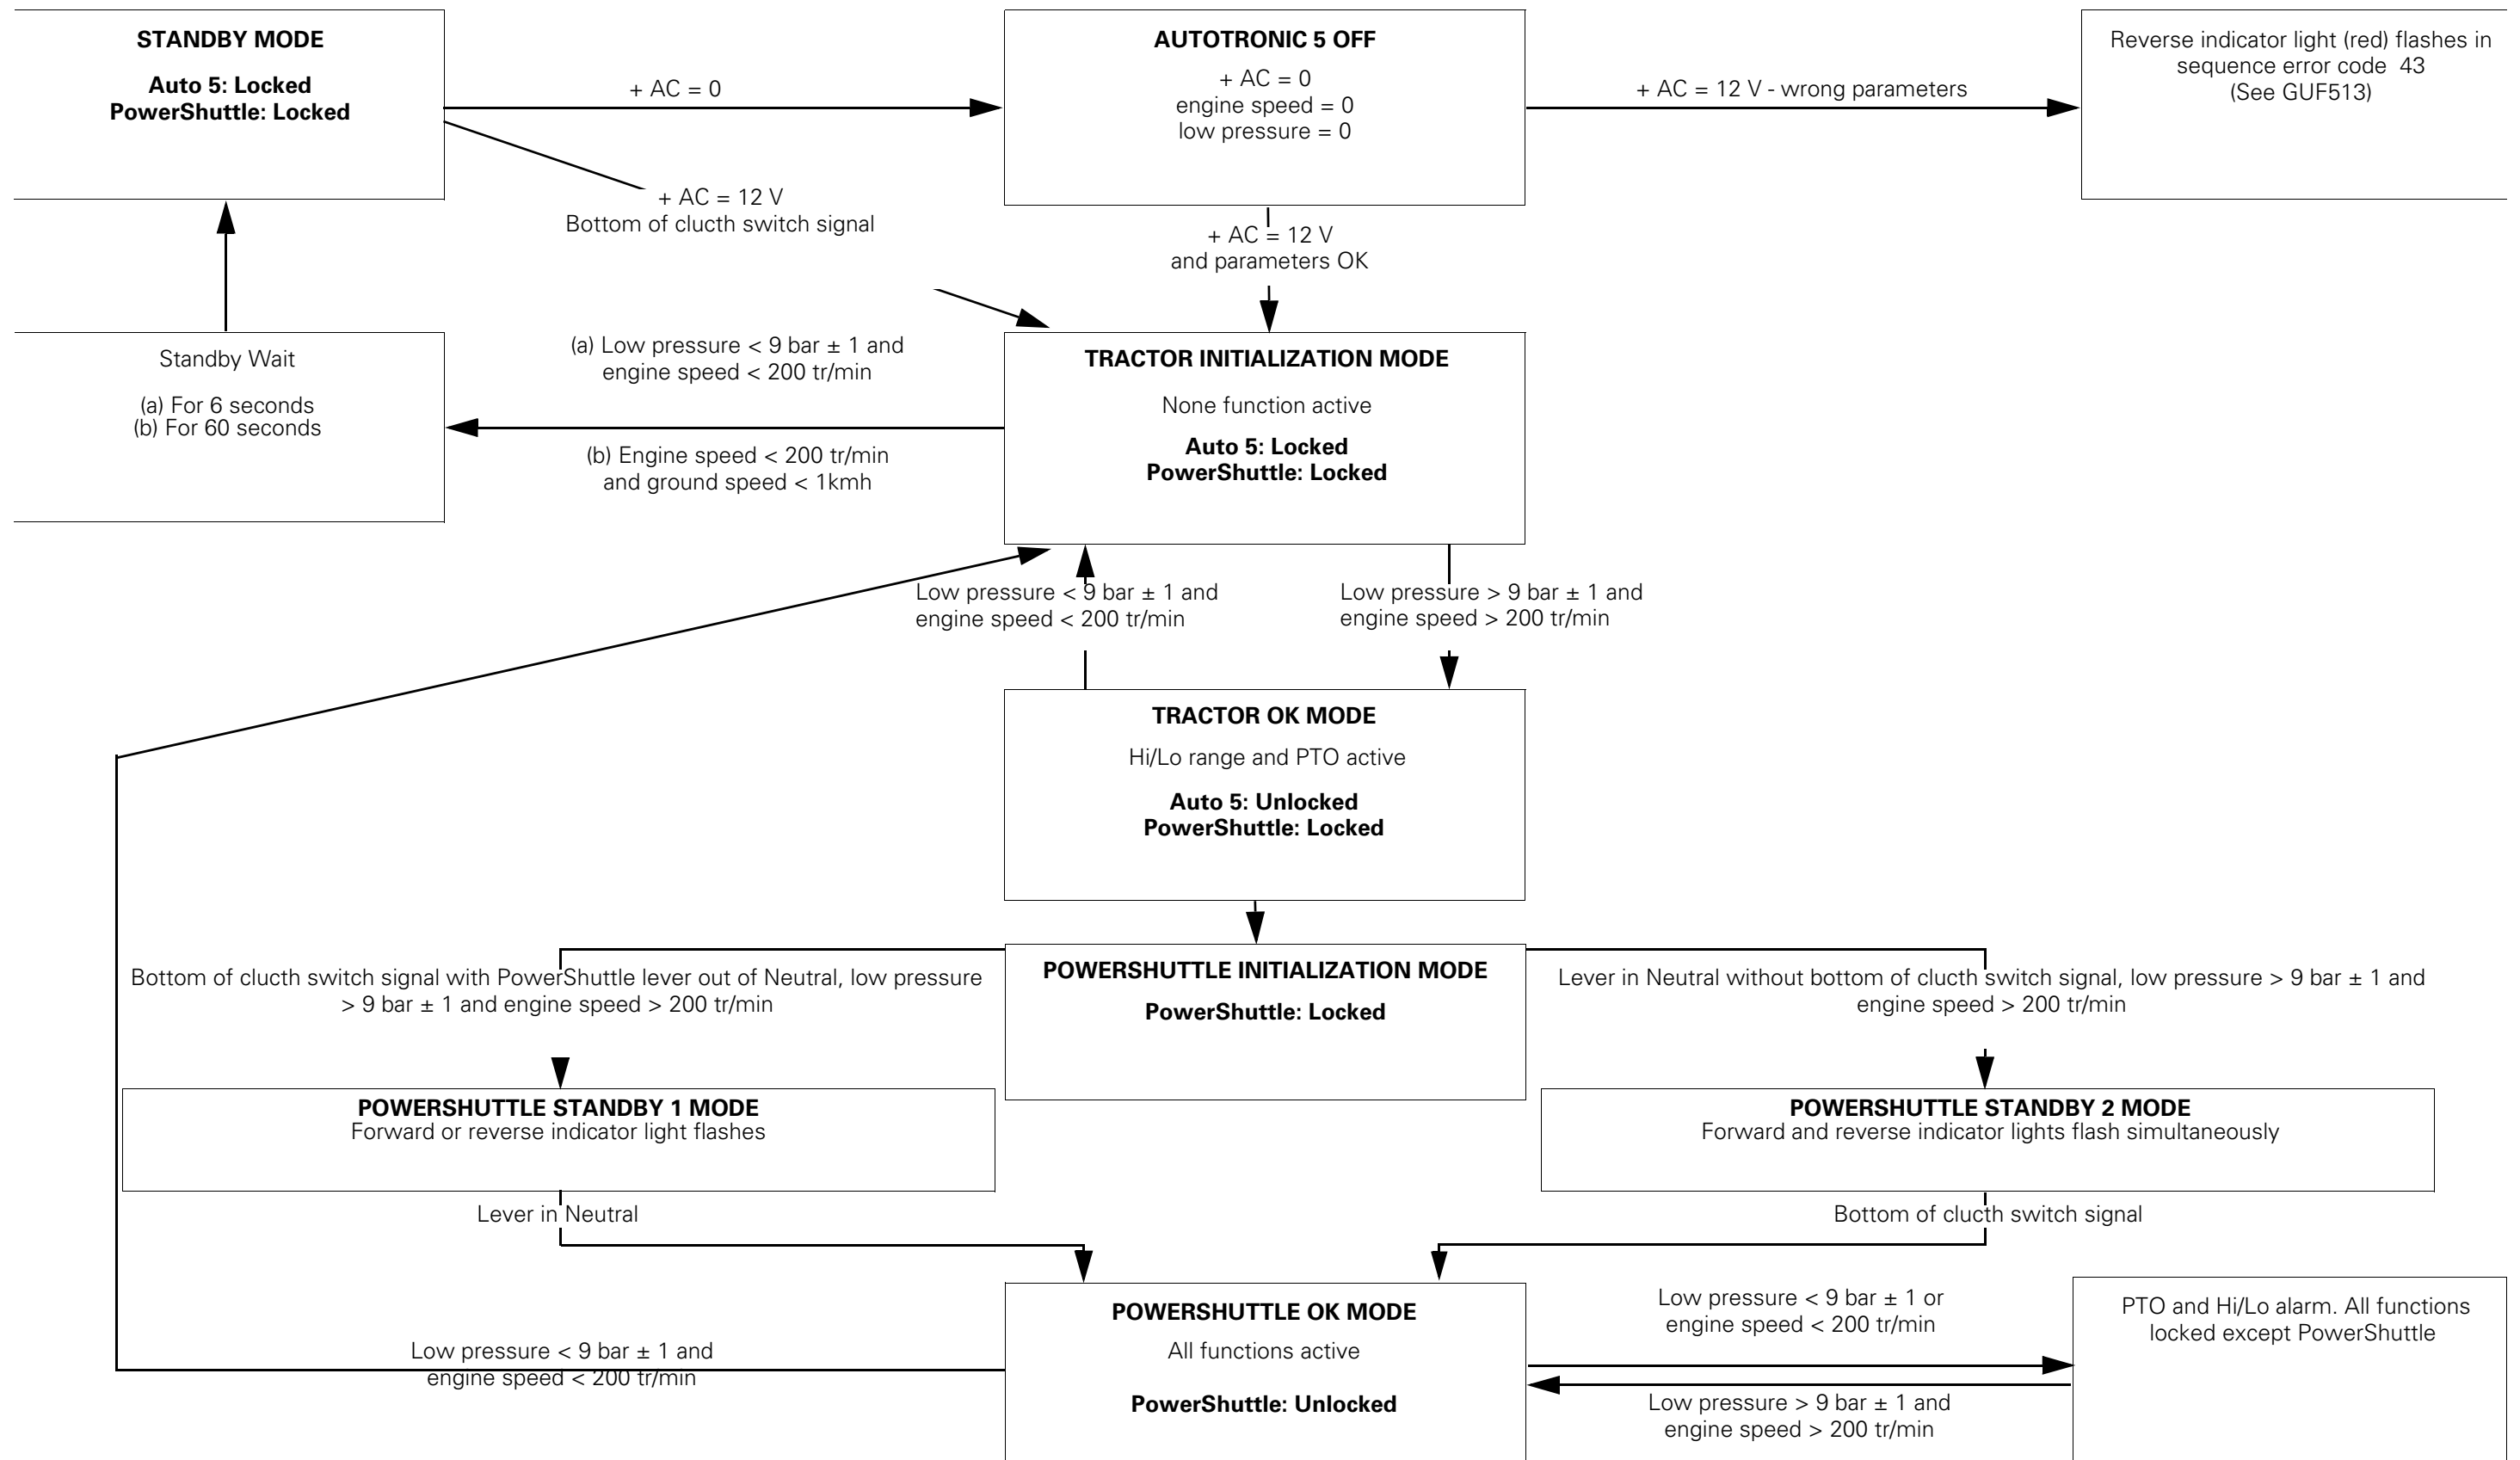 STANDBY MODE
Auto 5: Locked
PowerShuttle: Locked
+ AC = 0
AUTOTRONIC 5 OFF
+ AC = 0
engine speed = 0
low pressure = 0
+ AC = 12 V - wrong parameters
Reverse indicator light (red) flashes in
sequence error code 43
(See GUF513)
+ AC = 12 V
Bottom of clucth switch signal
+ AC = 12 V
and parameters OK
Standby Wait
(a) For 6 seconds
(b) For 60 seconds
(a) Low pressure < 9 bar ± 1 and
engine speed < 200 tr/min
(b) Engine speed < 200 tr/min
and ground speed < 1kmh
TRACTOR INITIALIZATION MODE
None function active
Auto 5: Locked
PowerShuttle: Locked
Low pressure < 9 bar ± 1 and
engine speed < 200 tr/min
Low pressure > 9 bar ± 1 and
engine speed > 200 tr/min
TRACTOR OK MODE
Hi/Lo range and PTO active
Auto 5: Unlocked
PowerShuttle: Locked
Bottom of clucth switch signal with PowerShuttle lever out of Neutral, low pressure
> 9 bar ± 1 and engine speed > 200 tr/min
POWERSHUTTLE INITIALIZATION MODE
PowerShuttle: Locked
Lever in Neutral without bottom of clucth switch signal, low pressure > 9 bar ± 1 and
engine speed > 200 tr/min
POWERSHUTTLE STANDBY 1 MODE
Forward or reverse indicator light flashes
POWERSHUTTLE STANDBY 2 MODE
Forward and reverse indicator lights flash simultaneously
Lever in Neutral
Bottom of clucth switch signal
Low pressure < 9 bar ± 1 and
engine speed < 200 tr/min
POWERSHUTTLE OK MODE
All functions active
PowerShuttle: Unlocked
Low pressure < 9 bar ± 1 or
engine speed < 200 tr/min
Low pressure > 9 bar ± 1 and
engine speed > 200 tr/min
PTO and Hi/Lo alarm. All functions
locked except PowerShuttle